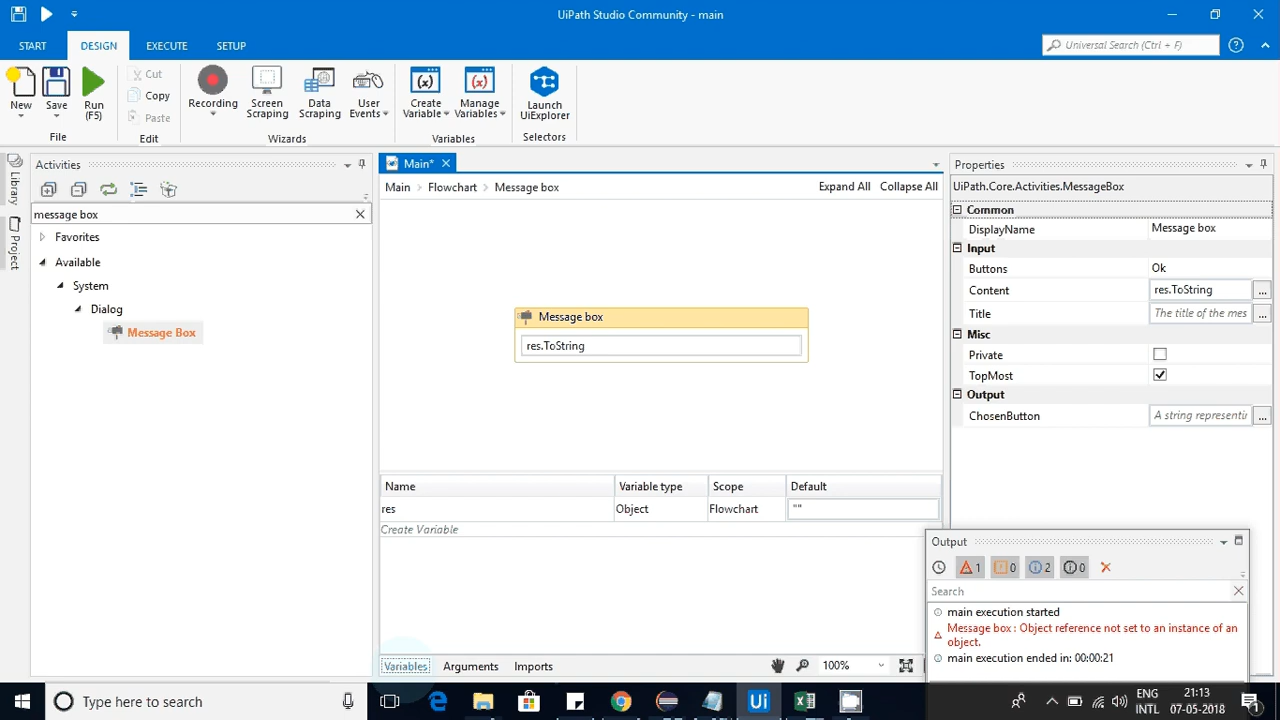 UiPath Studio Community - main
START DESIGN EXECUTE SETUP
Universal Search (Ctrl + F)
New Save Run (F5) Cut Copy Paste Recording Screen Scraping Data Scraping User Events Create Variable Manage Variables Launch UiExplorer
File Edit Wizards Variables Selectors
Activities
Main*
Properties
Library
Project
message box
Favorites
Available
System
Dialog
Message Box
Main Flowchart Message box Expand All Collapse All
Message box
res.ToString
UiPath.Core.Activities.MessageBox
Common
DisplayName Message box
Input
Buttons Ok
Content res.ToString ...
Title The title of the mes ...
Misc
Private
TopMost
Output
ChosenButton A string representin ...
Name Variable type Scope Default
res Object Flowchart ""
Create Variable
Variables Arguments Imports 100%
Output
1 0 2 0
Search
main execution started
Message box : Object reference not set to an instance of an
object.
main execution ended in: 00:00:21
Type here to search
Ui
ENG
INTL
21:13
07-05-2018
1